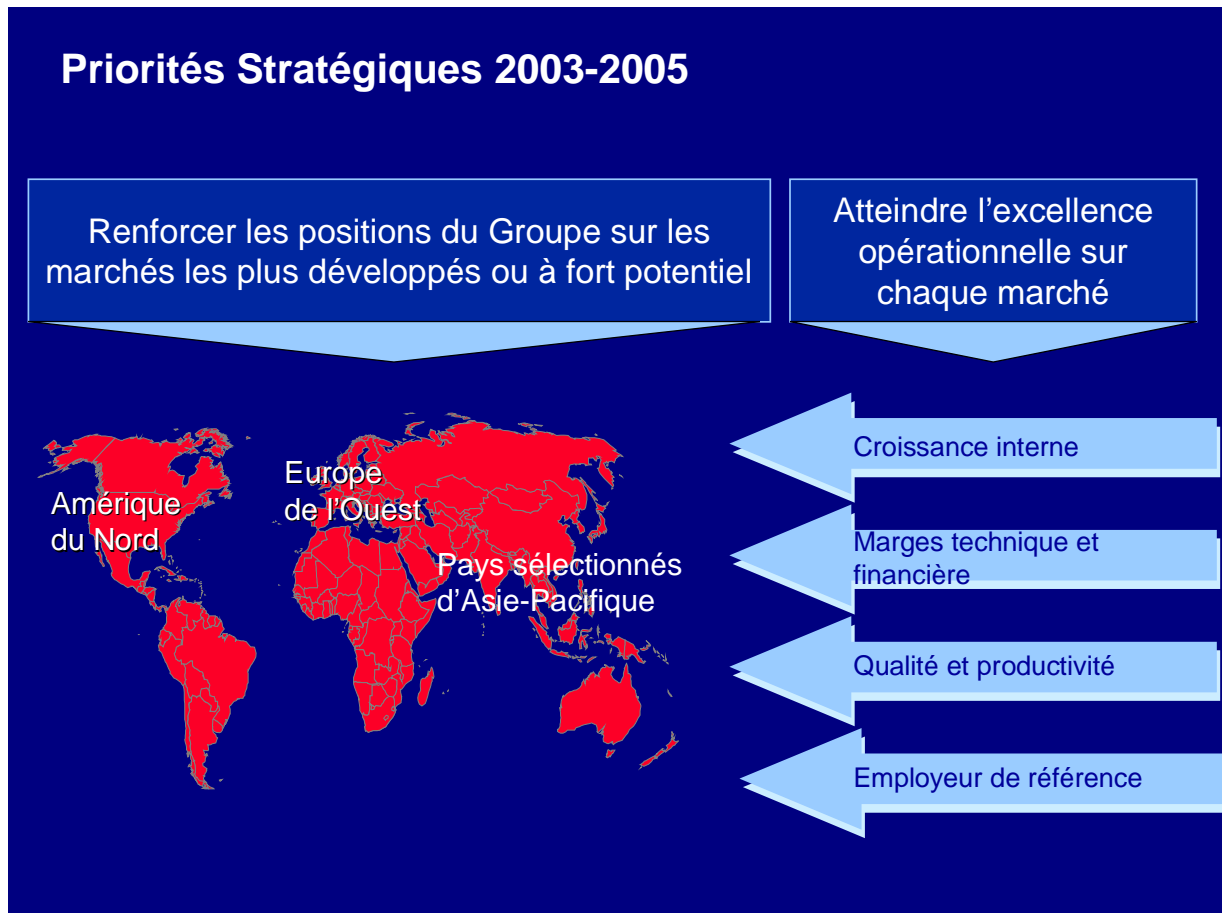 Priorités Stratégiques 2003-2005
Renforcer les positions du Groupe sur les
marchés les plus développés ou à fort potentiel
Atteindre l’excellence
opérationnelle sur
chaque marché
Amérique
du Nord
Europe
de l’Ouest
Pays sélectionnés
d’Asie-Pacifique
Croissance interne
Marges technique et
financière
Qualité et productivité
Employeur de référence